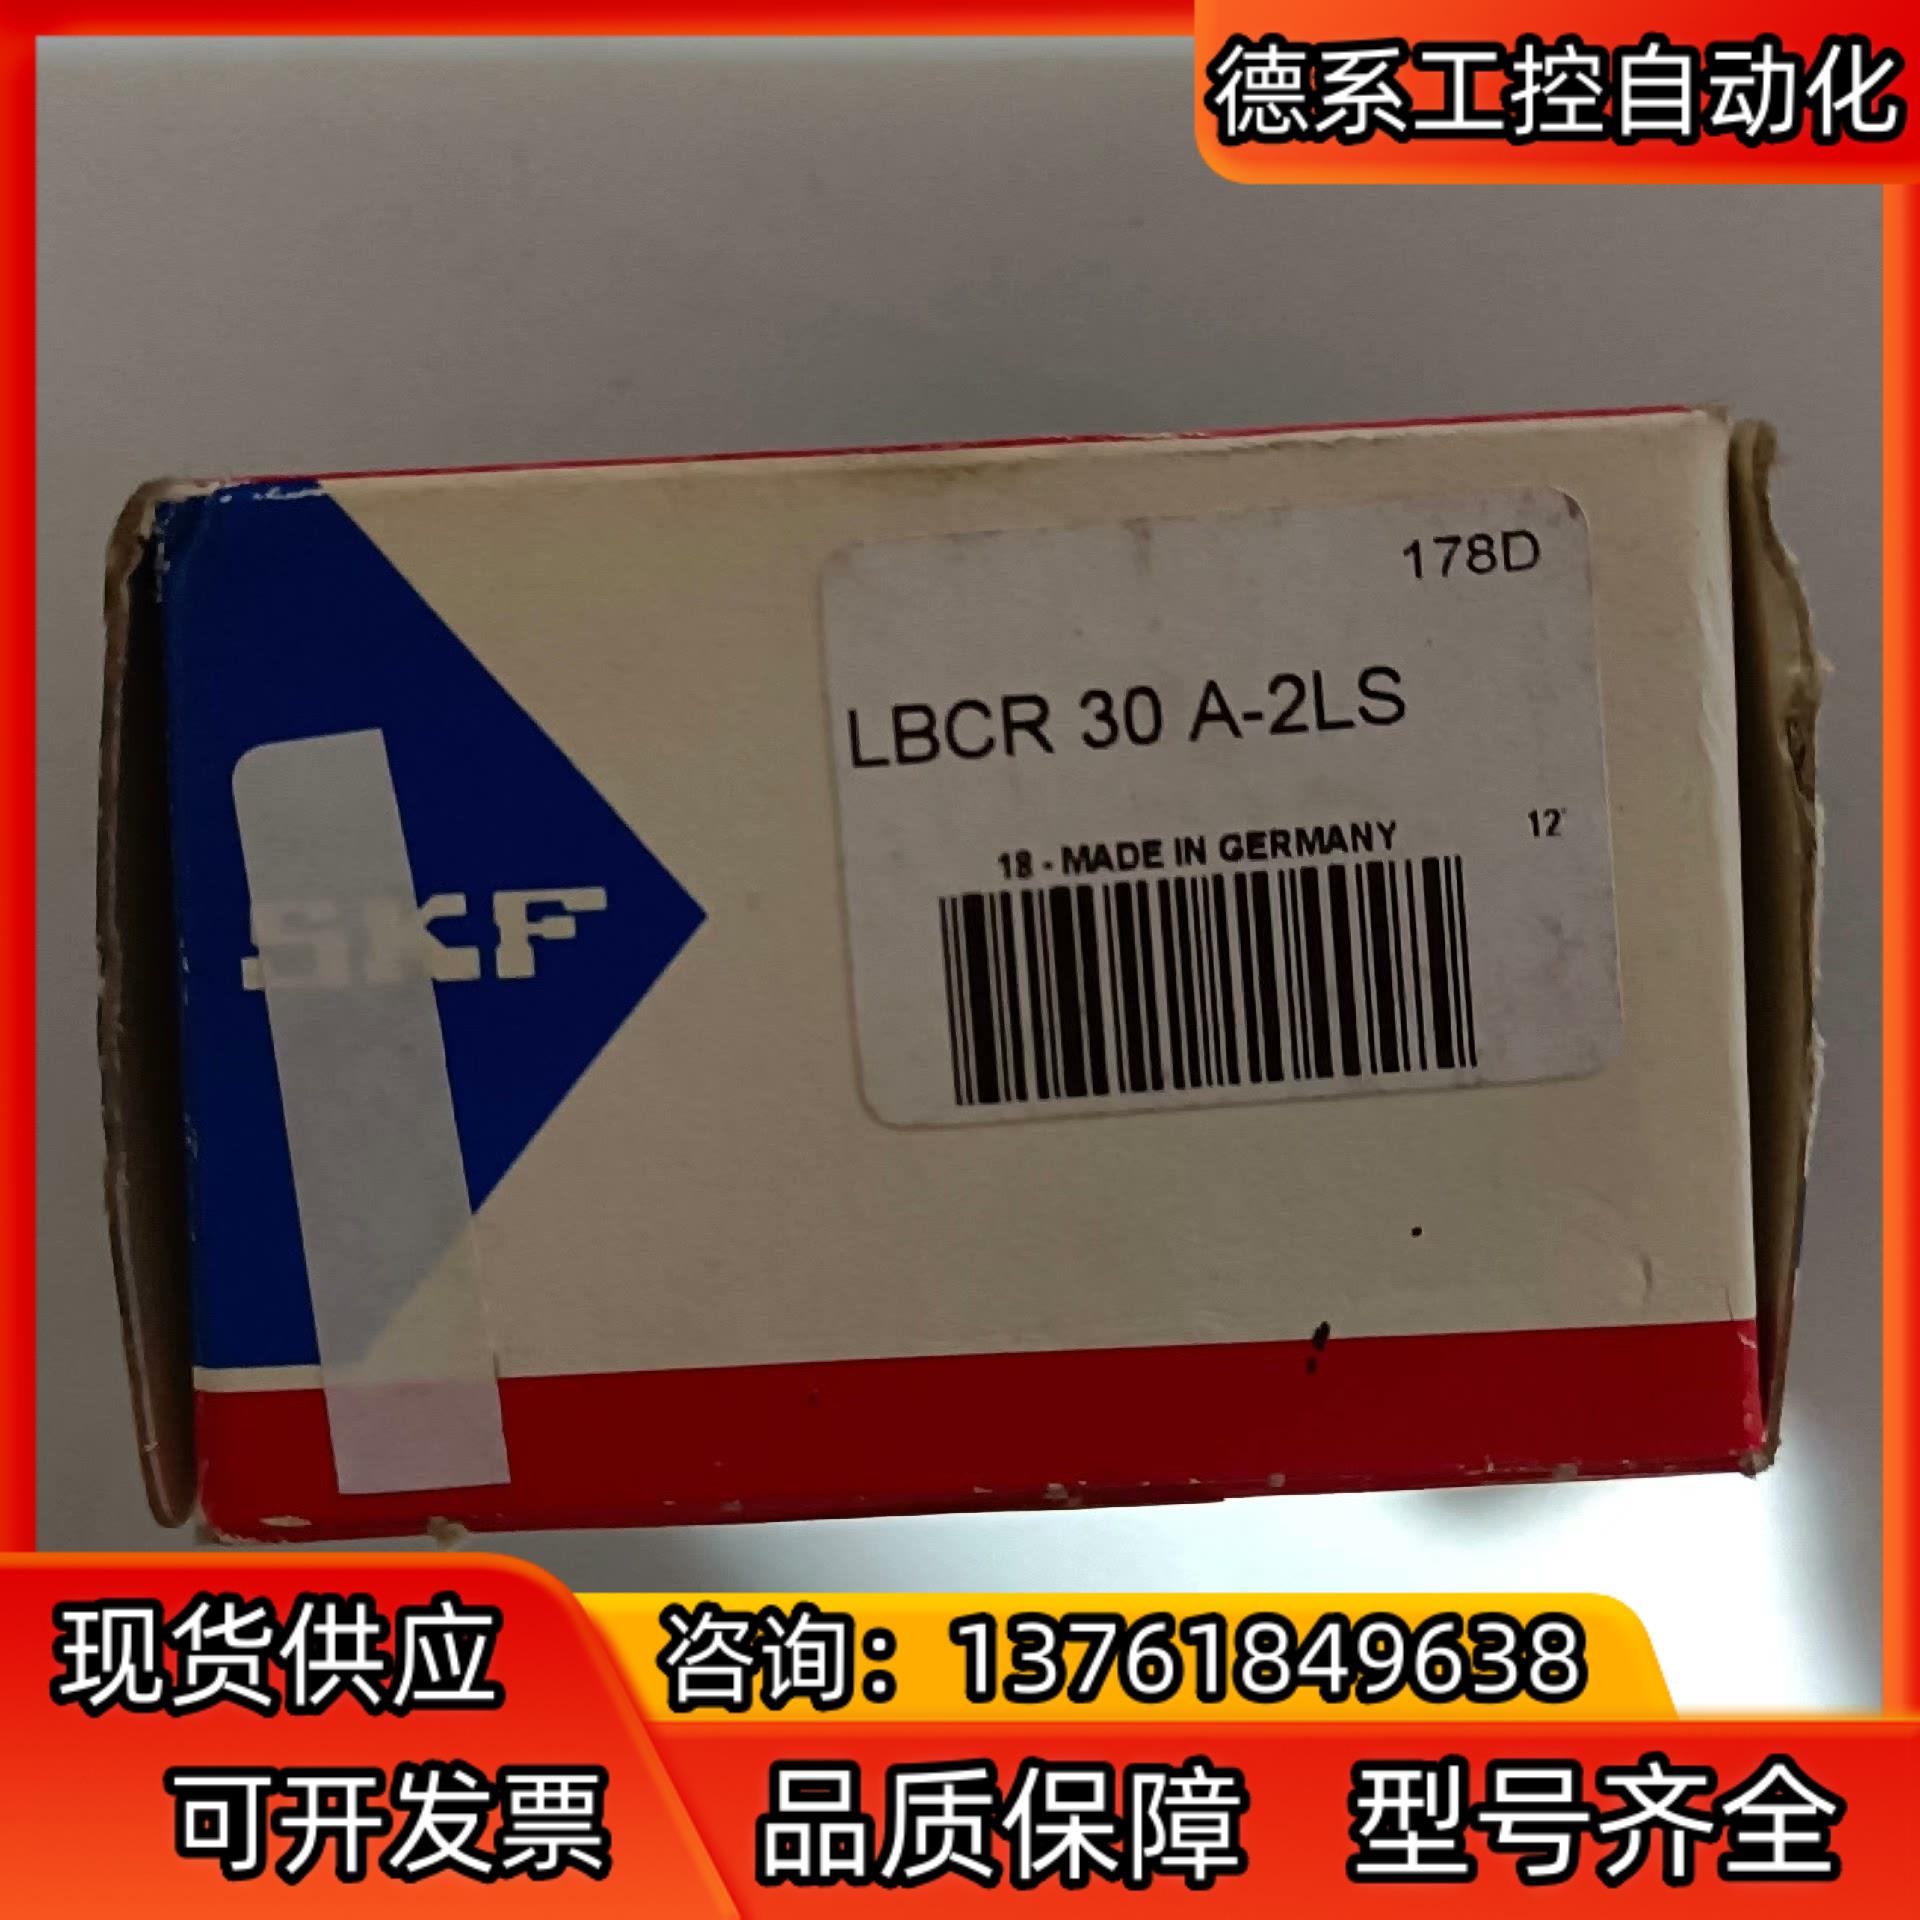 德系工控自动化
178D
LBCR 30 A-2LS
12
18 - MADE IN GERMANY
SKF
现货供应
咨询：13761849638
可开发票
品质保障 型号齐全